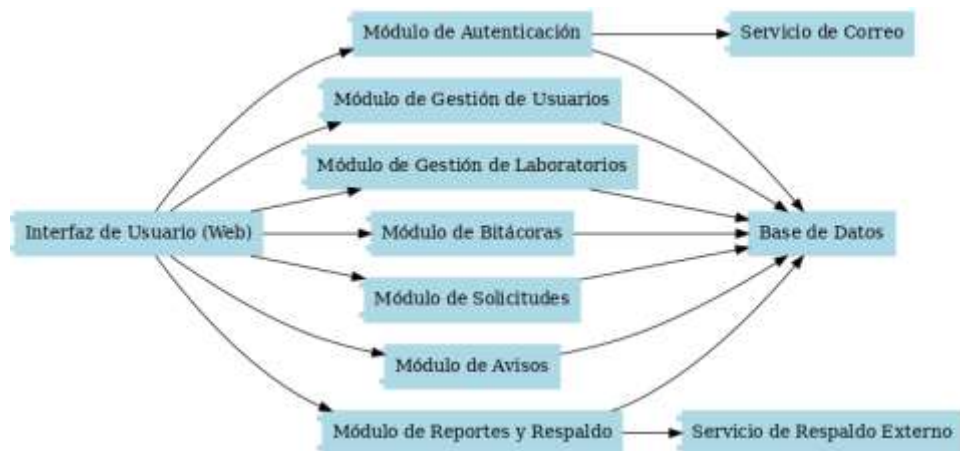 Módulo de Autenticación
Servicio de Correo
Módulo de Gestión de Usuarios
Módulo de Gestión de Laboratorios
Interfaz de Usuario (Web)
Módulo de Bitácoras
Base de Datos
Módulo de Solicitudes
Módulo de Avisos
Módulo de Reportes y Respaldo
Servicio de Respaldo Externo